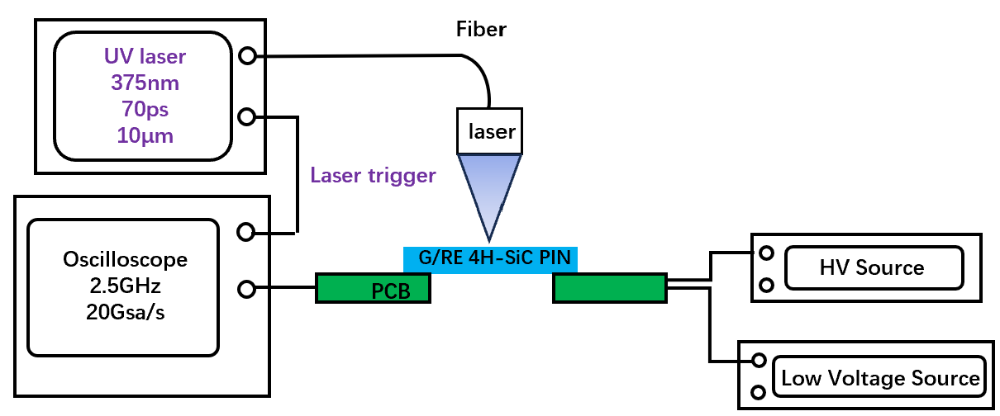 Fiber
UV laser
375nm
70ps
10μm
laser
Laser trigger
Oscilloscope
2.5GHz
20Gsa/s
G/RE 4H-SiC PIN
PCB
HV Source
Low Voltage Source